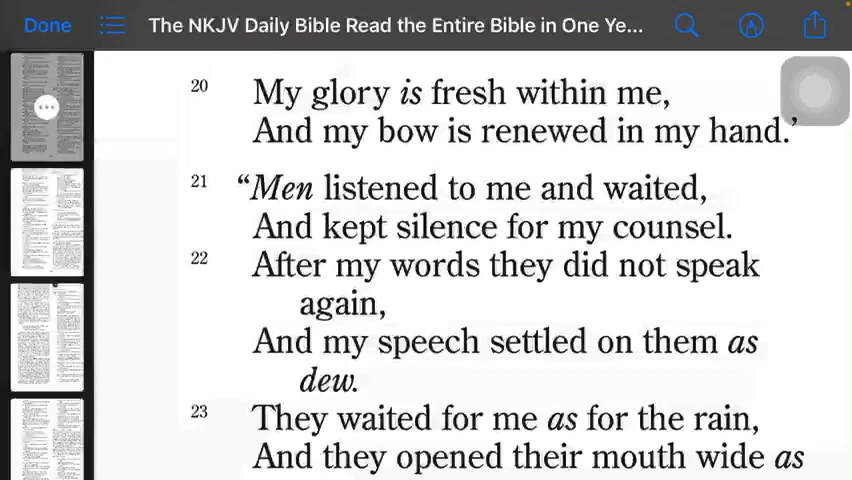 Done The NKJV Daily Bible Read the Entire Bible in One Ye...
20 My glory is fresh within me,
And my bow is renewed in my hand.’
21 “Men listened to me and waited,
And kept silence for my counsel.
22 After my words they did not speak
again,
And my speech settled on them as
dew.
23 They waited for me as for the rain,
And they opened their mouth wide as